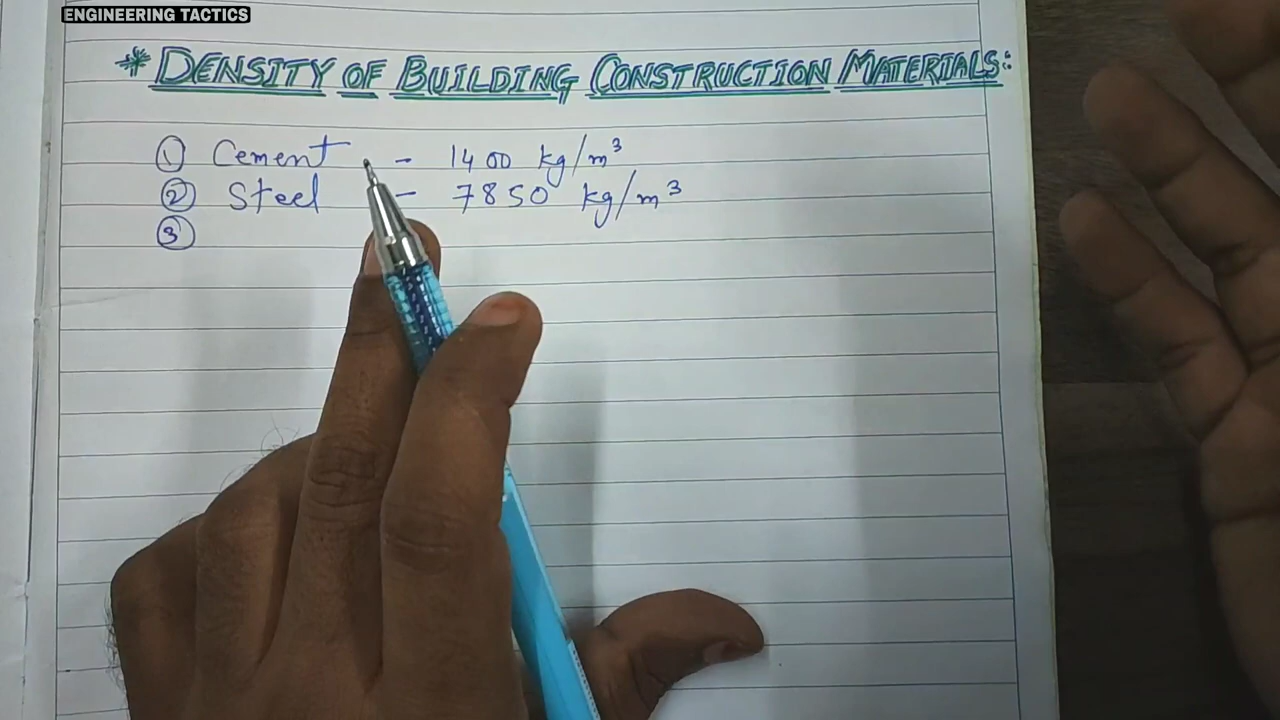 ENGINEERING TACTICS
* DENSITY OF BUILDING CONSTRUCTION MATERIALS:
① Cement - 1400 kg/m³
② Steel - 7850 kg/m³
③